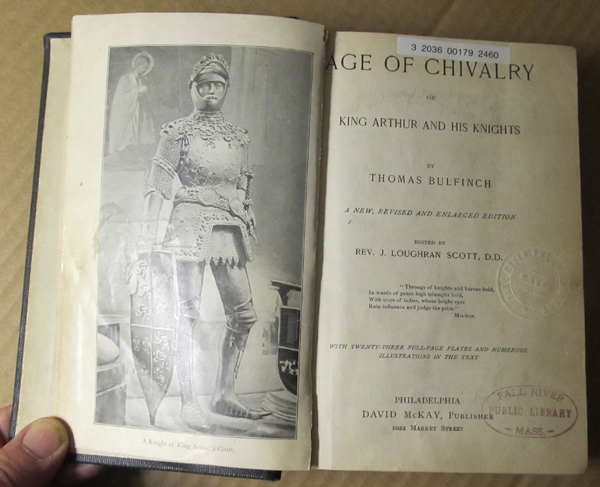 A Knight of King Arthur's Court.
3 2036 00179 2460
AGE OF CHIVALRY
OR
KING ARTHUR AND HIS KNIGHTS
BY
THOMAS BULFINCH
A NEW, REVISED AND ENLARGED EDITION
EDITED BY
REV. J. LOUGHRAN SCOTT, D.D.
"Throngs of knights and barons bold,
In weeds of peace high triumphs hold,
With store of ladies, whose bright eyes
Rain influence and judge the prize."
MILTON.
WITH TWENTY-THREE FULL-PAGE PLATES AND NUMEROUS
ILLUSTRATIONS IN THE TEXT
PHILADELPHIA
DAVID MCKAY, PUBLISHER
1022 MARKET STREET
FALL RIVER
PUBLIC LIBRARY
- MASS. -